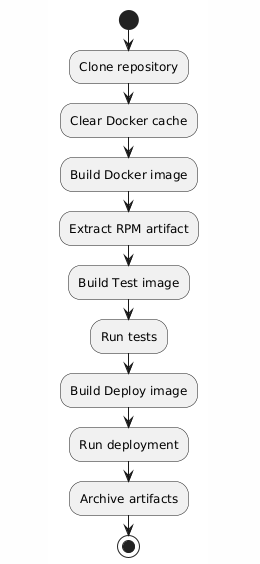 Clone repository
Clear Docker cache
Build Docker image
Extract RPM artifact
Build Test image
Run tests
Build Deploy image
Run deployment
Archive artifacts